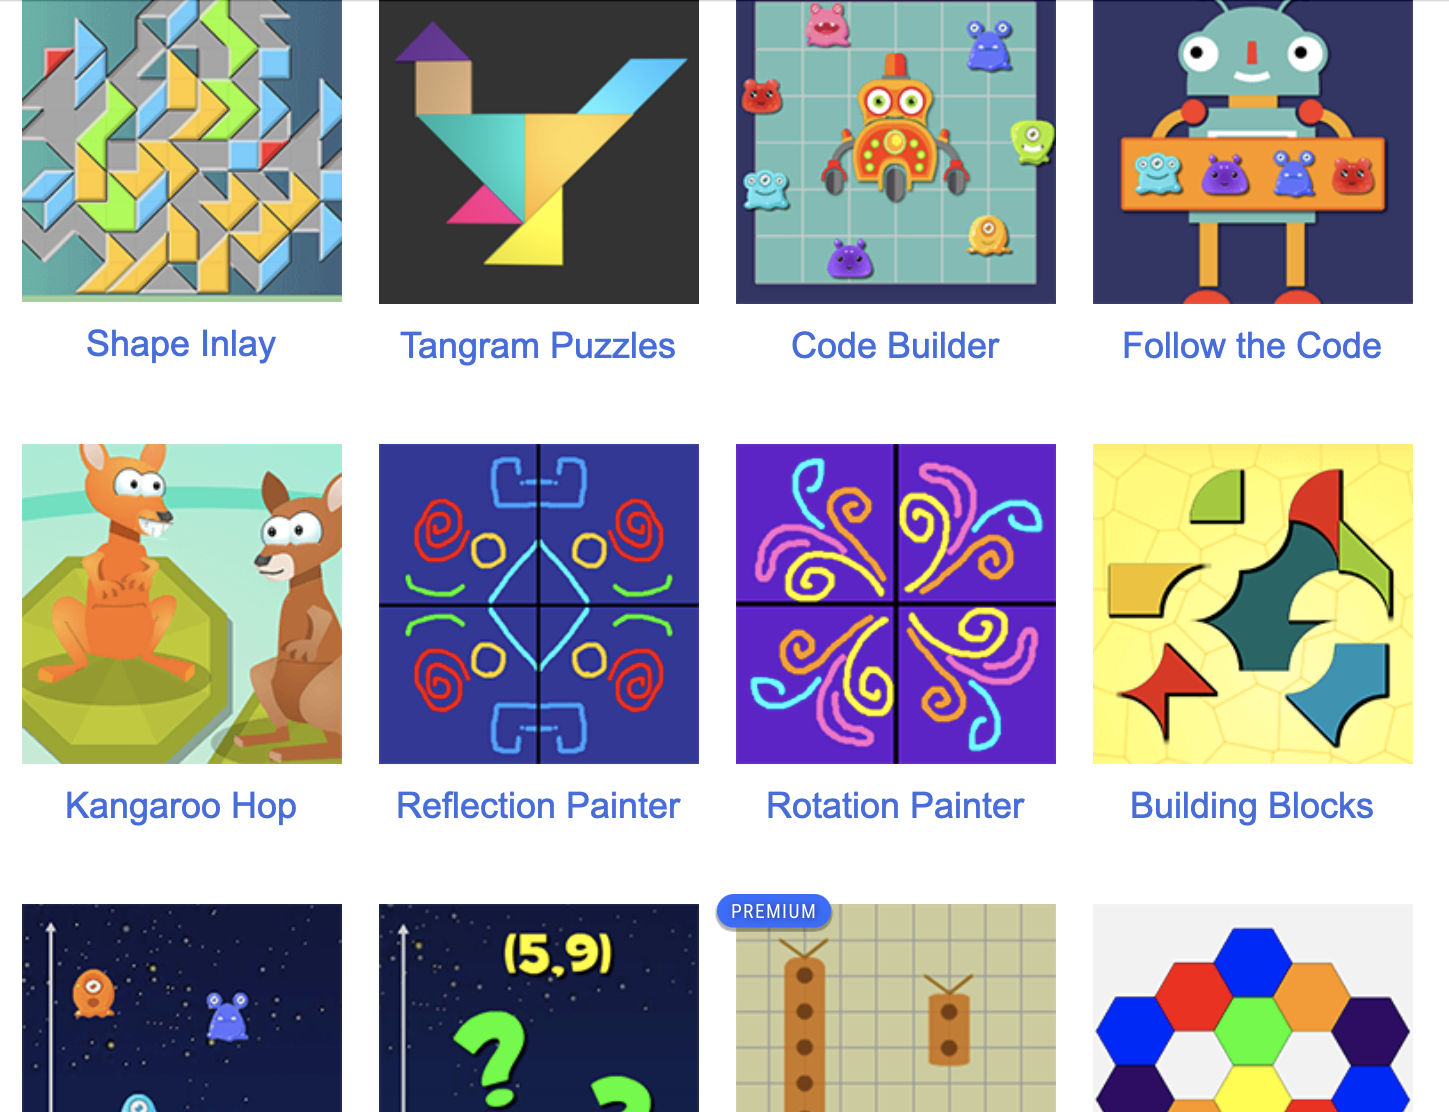 Shape Inlay
Tangram Puzzles
Code Builder
Follow the Code
Kangaroo Hop
Reflection Painter
Rotation Painter
Building Blocks
PREMIUM
(5,9)
?
?